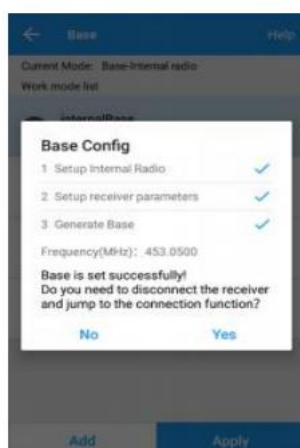 Base
Help
Current Mode: Base-Internal radio
Work mode list
internalBase
Base Config
1 Setup Internal Radio
2 Setup receiver parameters
3 Generate Base
Frequency(MHz): 453.0500
Base is set successfully!
Do you need to disconnect the receiver
and jump to the connection function?
No
Yes
Add
Apply